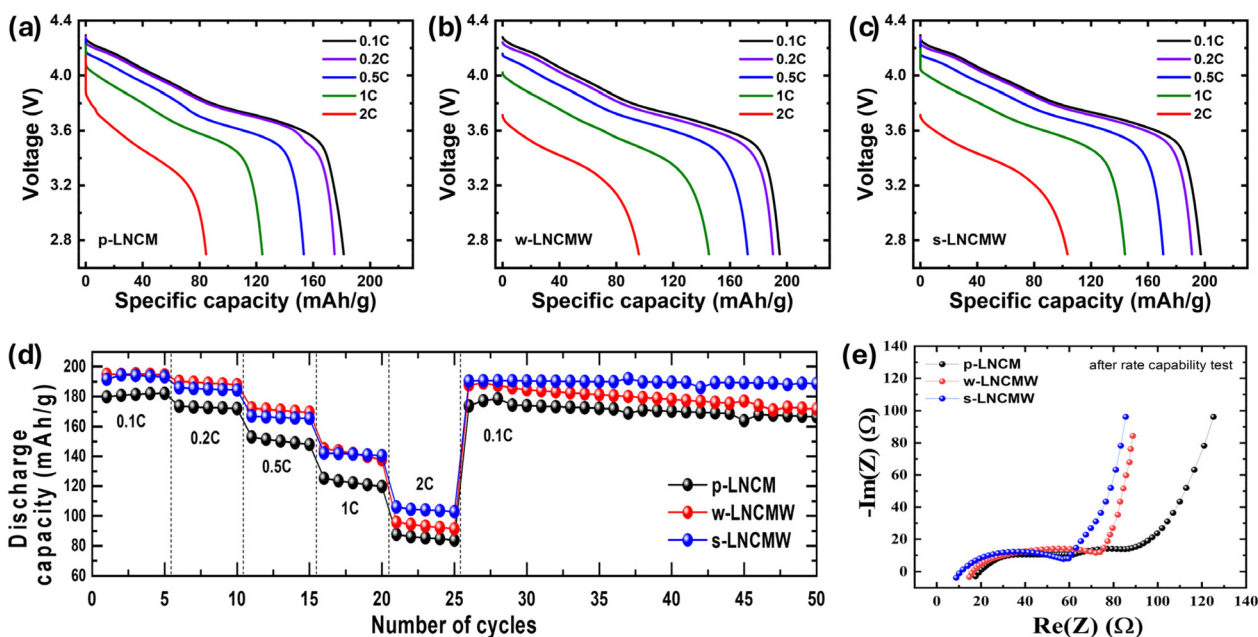 (a)
4.4
4.0
3.6
3.2
2.8
Voltage (V)
0.1C
0.2C
0.5C
1C
2C
p-LNCM
0 40 80 120 160 200
Specific capacity (mAh/g)
(b)
4.4
4.0
3.6
3.2
2.8
Voltage (V)
0.1C
0.2C
0.5C
1C
2C
w-LNCMW
0 40 80 120 160 200
Specific capacity (mAh/g)
(c)
4.4
4.0
3.6
3.2
2.8
Voltage (V)
0.1C
0.2C
0.5C
1C
2C
s-LNCMW
0 40 80 120 160 200
Specific capacity (mAh/g)
(d)
200
180
160
140
120
100
80
60
Discharge
capacity (mAh/g)
0.1C
0.2C
0.5C
1C
2C
0.1C
p-LNCM
w-LNCMW
s-LNCMW
0 5 10 15 20 25 30 35 40 45 50
Number of cycles
(e)
140
120
100
80
60
40
20
0
-Im(Z) (Ω)
p-LNCM
w-LNCMW
s-LNCMW
after rate capability test
0 20 40 60 80 100 120 140
Re(Z) (Ω)